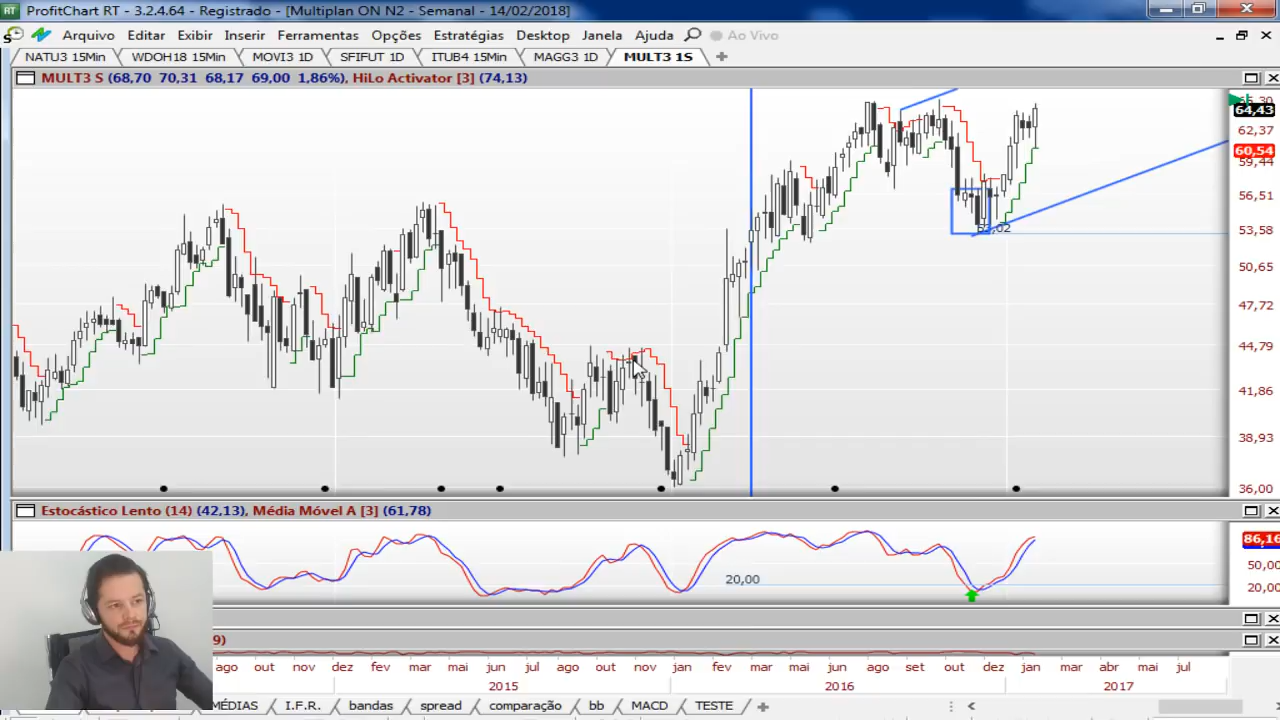 ProfitChart RT - 3.2.4.64 - Registrado - [Multiplan ON N2 - Semanal - 14/02/2018]
Arquivo Editar Exibir Inserir Ferramentas Opções Estratégias Desktop Janela Ajuda Ao Vivo
NATU3 15Min WDOH18 15Min MOVI3 1D SFIFUT 1D ITUB4 15Min MAGG3 1D MULT3 1S
MULT3 S (68,70 70,31 68,17 69,00 1,86%), HiLo Activator [3] (74,13)
64,43
62,37
60,54
59,44
56,51
53,58
50,65
47,72
44,79
41,86
38,93
36,00
Estocástico Lento (14) (42,13), Média Móvel A [3] (61,78)
86,16
50,00
20,00
20,00
9)
ago out nov dez fev mar mai jun jul ago out nov jan mar mai jun ago set out dez jan mar abr mai jul
2015 2016 2017
MÉDIAS I.F.R. bandas spread comparação bb MACD TESTE